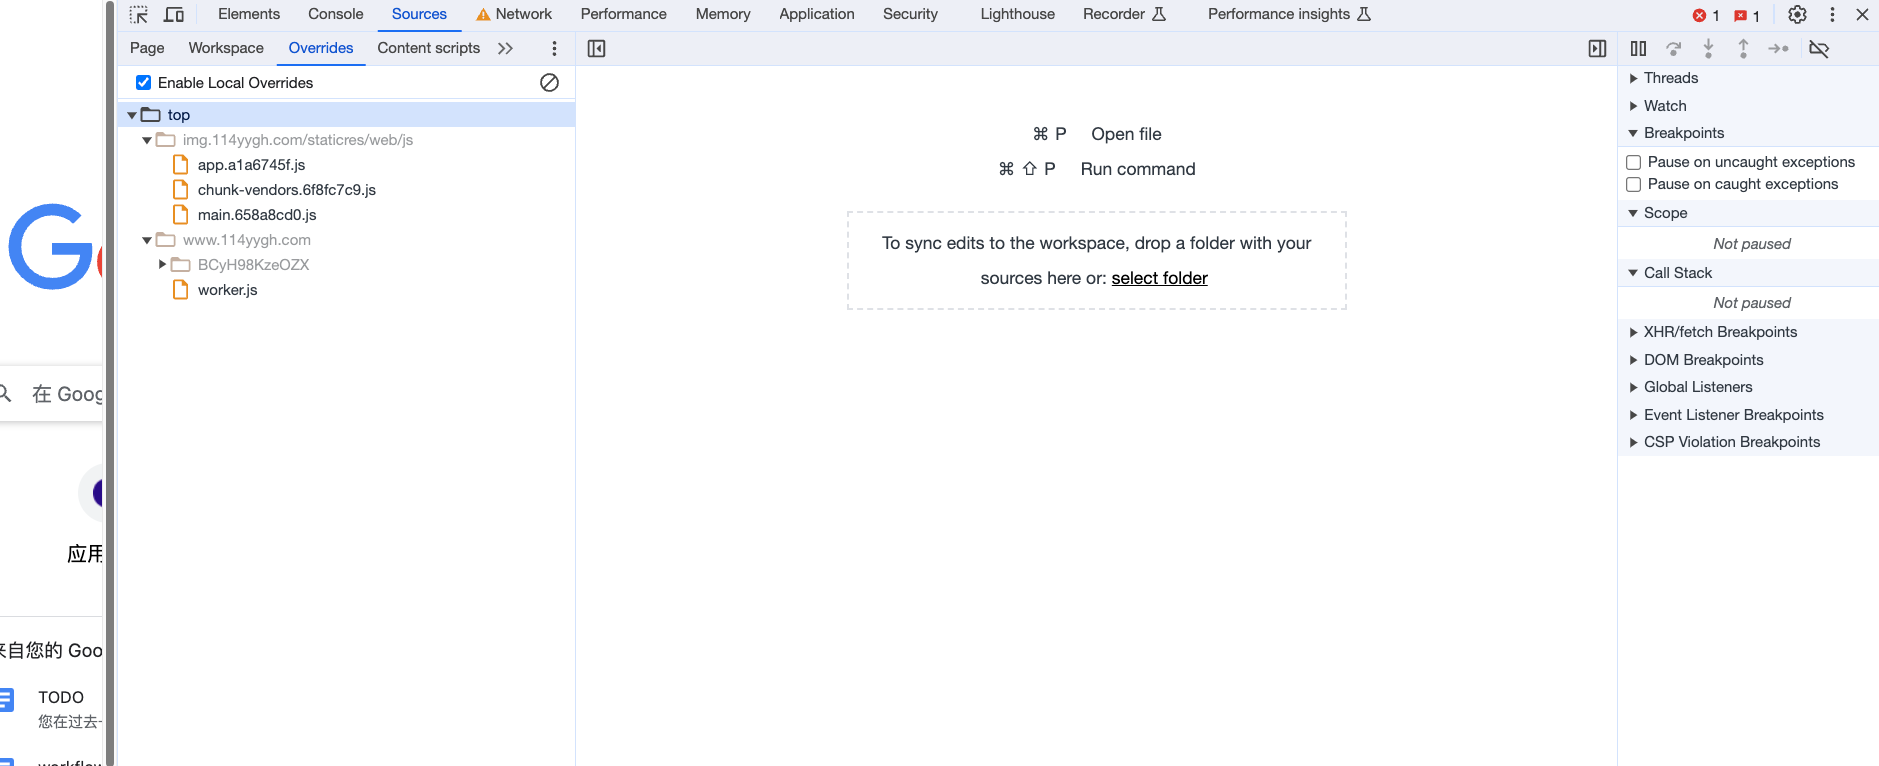 Elements Console Sources Network Performance Memory Application Security Lighthouse Recorder Performance insights 1 1
Page Workspace Overrides Content scripts
Enable Local Overrides
top
img.114yygh.com/staticres/web/js
app.a1a6745f.js
chunk-vendors.6f8fc7c9.js
main.658a8cd0.js
www.114yygh.com
BCyH98KzeOZX
worker.js
⌘ P Open file
⌘ ⇧ P Run command
To sync edits to the workspace, drop a folder with your
sources here or: select folder
Threads
Watch
Breakpoints
Pause on uncaught exceptions
Pause on caught exceptions
Scope
Not paused
Call Stack
Not paused
XHR/fetch Breakpoints
DOM Breakpoints
Global Listeners
Event Listener Breakpoints
CSP Violation Breakpoints
G
在 Goog
应用
来自您的 Goo
TODO
您在过去一
workflow